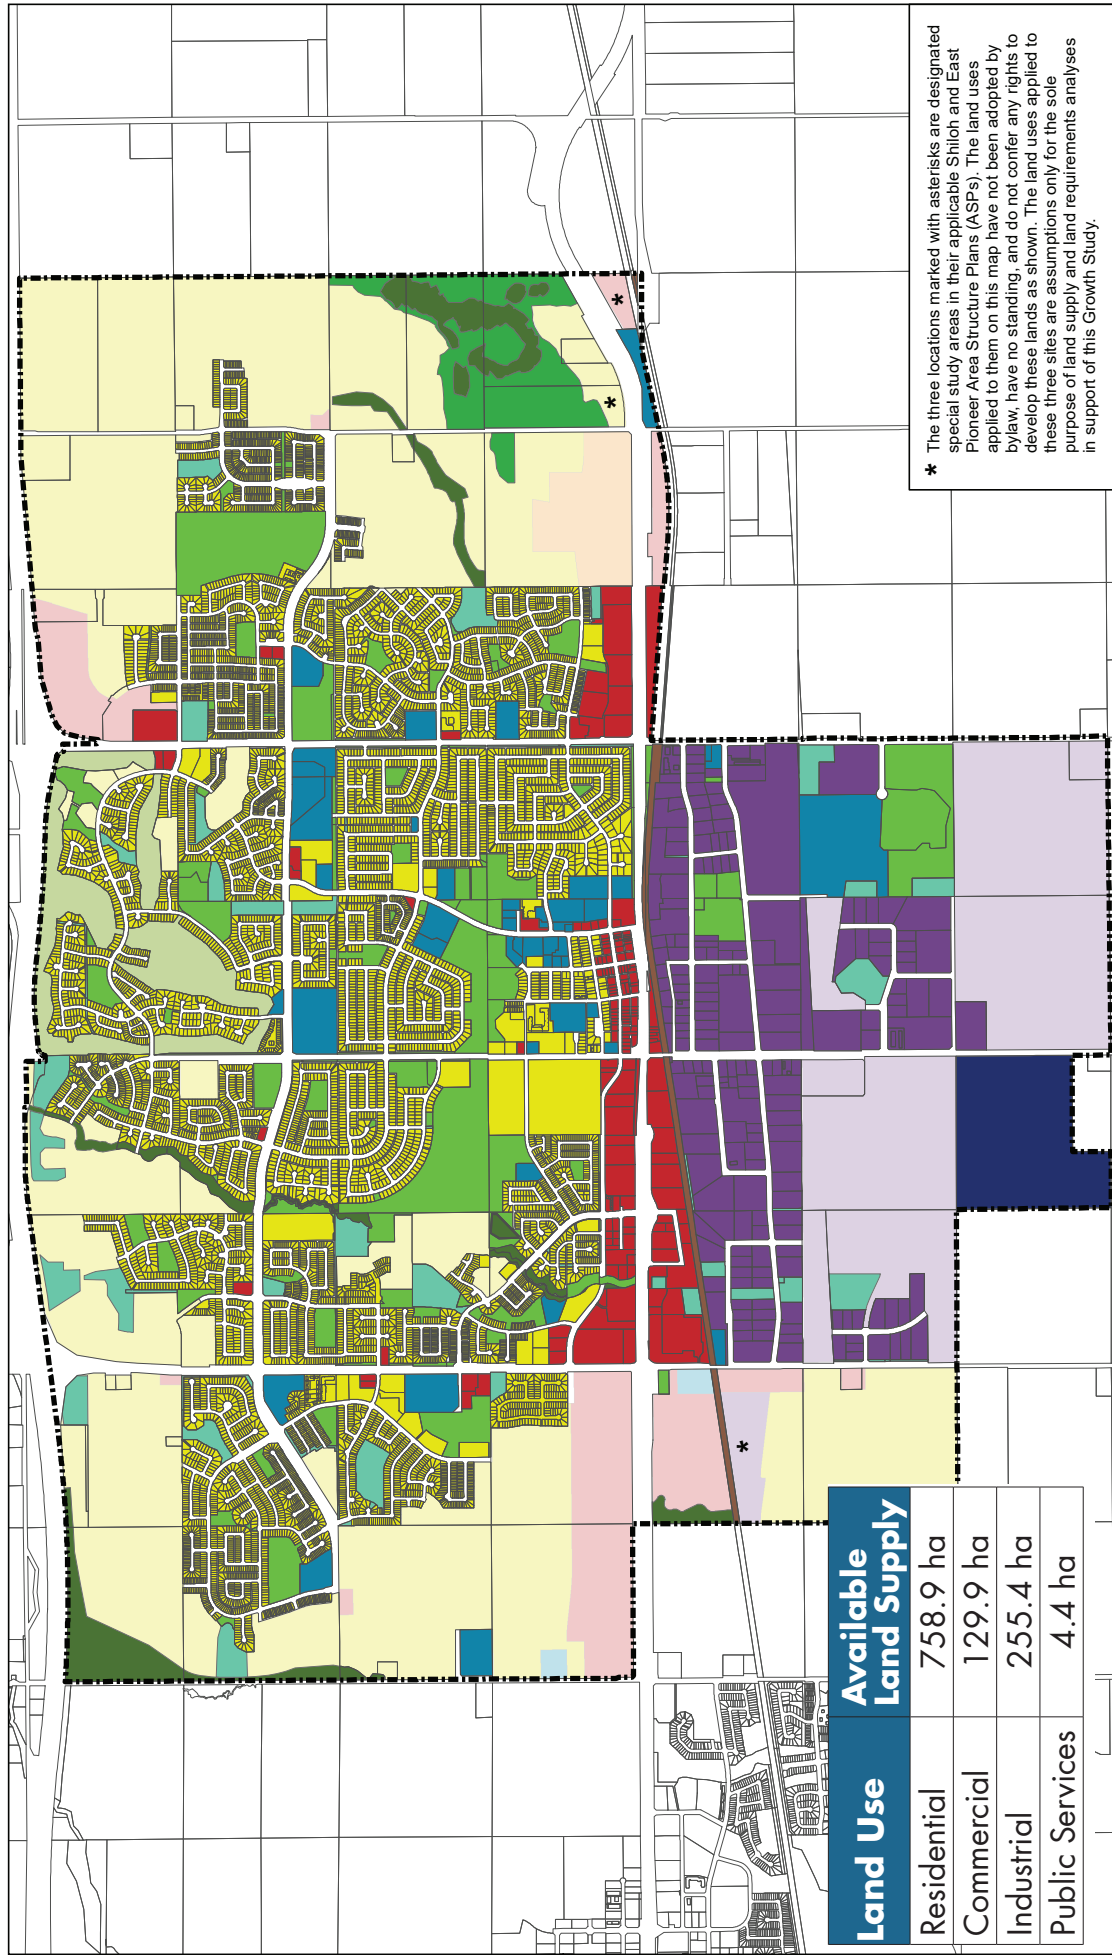 * The three locations marked with asterisks are designated
special study areas in their applicable Shiloh and East
Pioneer Area Structure Plans (ASPs). The land uses
applied to them on this map have not been adopted by
bylaw, have no standing, and do not confer any rights to
develop these lands as shown. The land uses applied to
these three sites are assumptions only for the sole
purpose of land supply and land requirements analyses
in support of this Growth Study.
*
*
*
Land Use Available Land Supply
Residential 758.9 ha
Commercial 129.9 ha
Industrial 255.4 ha
Public Services 4.4 ha